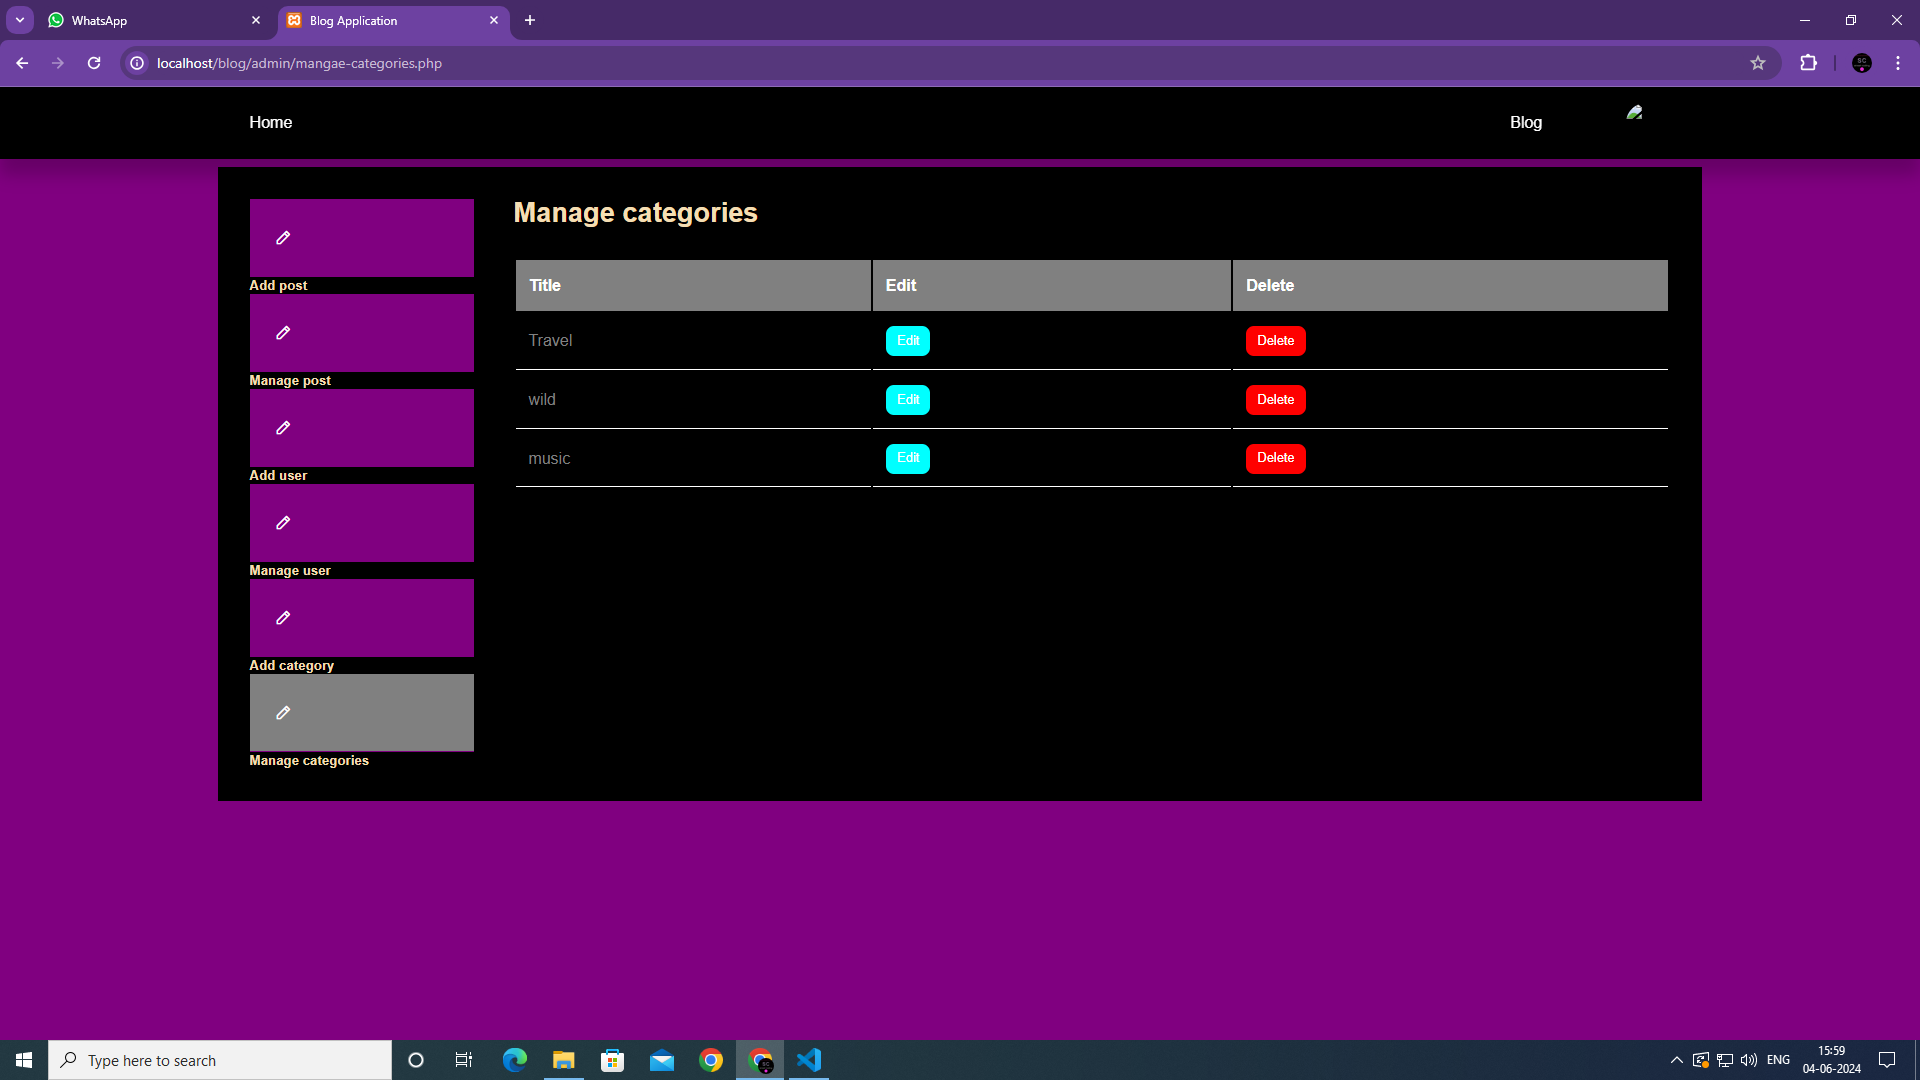 WhatsApp
Blog Application
localhost/blog/admin/mangae-categories.php
Home
Blog
Add post
Manage post
Add user
Manage user
Add category
Manage categories
Manage categories
Title Edit Delete
Travel Edit Delete
wild Edit Delete
music Edit Delete
Type here to search
ENG
15:59
04-06-2024